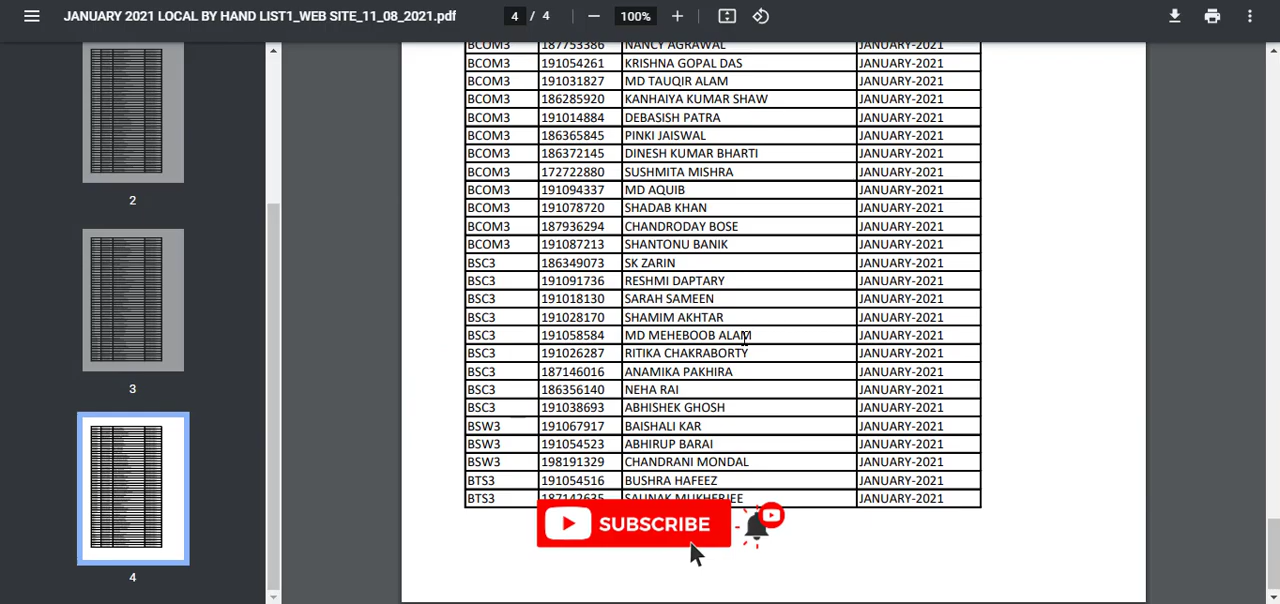 JANUARY 2021 LOCAL BY HAND LIST1_WEB SITE_11_08_2021.pdf
4 / 4
100%
2
3
4
BCOM3 187753386 NANCY AGRAWAL JANUARY-2021
BCOM3 191054261 KRISHNA GOPAL DAS JANUARY-2021
BCOM3 191031827 MD TAUQIR ALAM JANUARY-2021
BCOM3 186285920 KANHAIYA KUMAR SHAW JANUARY-2021
BCOM3 191014884 DEBASISH PATRA JANUARY-2021
BCOM3 186365845 PINKI JAISWAL JANUARY-2021
BCOM3 186372145 DINESH KUMAR BHARTI JANUARY-2021
BCOM3 172722880 SUSHMITA MISHRA JANUARY-2021
BCOM3 191094337 MD AQUIB JANUARY-2021
BCOM3 191078720 SHADAB KHAN JANUARY-2021
BCOM3 187936294 CHANDRODAY BOSE JANUARY-2021
BCOM3 191087213 SHANTONU BANIK JANUARY-2021
BSC3 186349073 SK ZARIN JANUARY-2021
BSC3 191091736 RESHMI DAPTARY JANUARY-2021
BSC3 191018130 SARAH SAMEEN JANUARY-2021
BSC3 191028170 SHAMIM AKHTAR JANUARY-2021
BSC3 191058584 MD MEHEBOOB ALAM JANUARY-2021
BSC3 191026287 RITIKA CHAKRABORTY JANUARY-2021
BSC3 187146016 ANAMIKA PAKHIRA JANUARY-2021
BSC3 186356140 NEHA RAI JANUARY-2021
BSC3 191038693 ABHISHEK GHOSH JANUARY-2021
BSW3 191067917 BAISHALI KAR JANUARY-2021
BSW3 191054523 ABHIRUP BARAI JANUARY-2021
BSW3 198191329 CHANDRANI MONDAL JANUARY-2021
BTS3 191054516 BUSHRA HAFEEZ JANUARY-2021
BTS3 187142635 SAUNAK MUKHERJEE JANUARY-2021
SUBSCRIBE